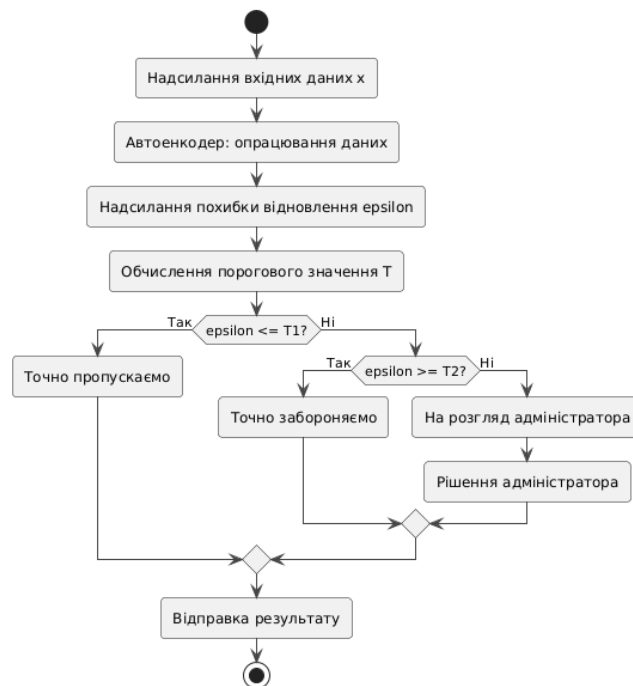 Надсилання вхідних даних x
Автоенкодер: опрацювання даних
Надсилання похибки відновлення epsilon
Обчислення порогового значення T
Так
epsilon <= T1?
Ні
Точно пропускаємо
Так
epsilon >= T2?
Ні
Точно забороняємо
На розгляд адміністратора
Рішення адміністратора
Відправка результату